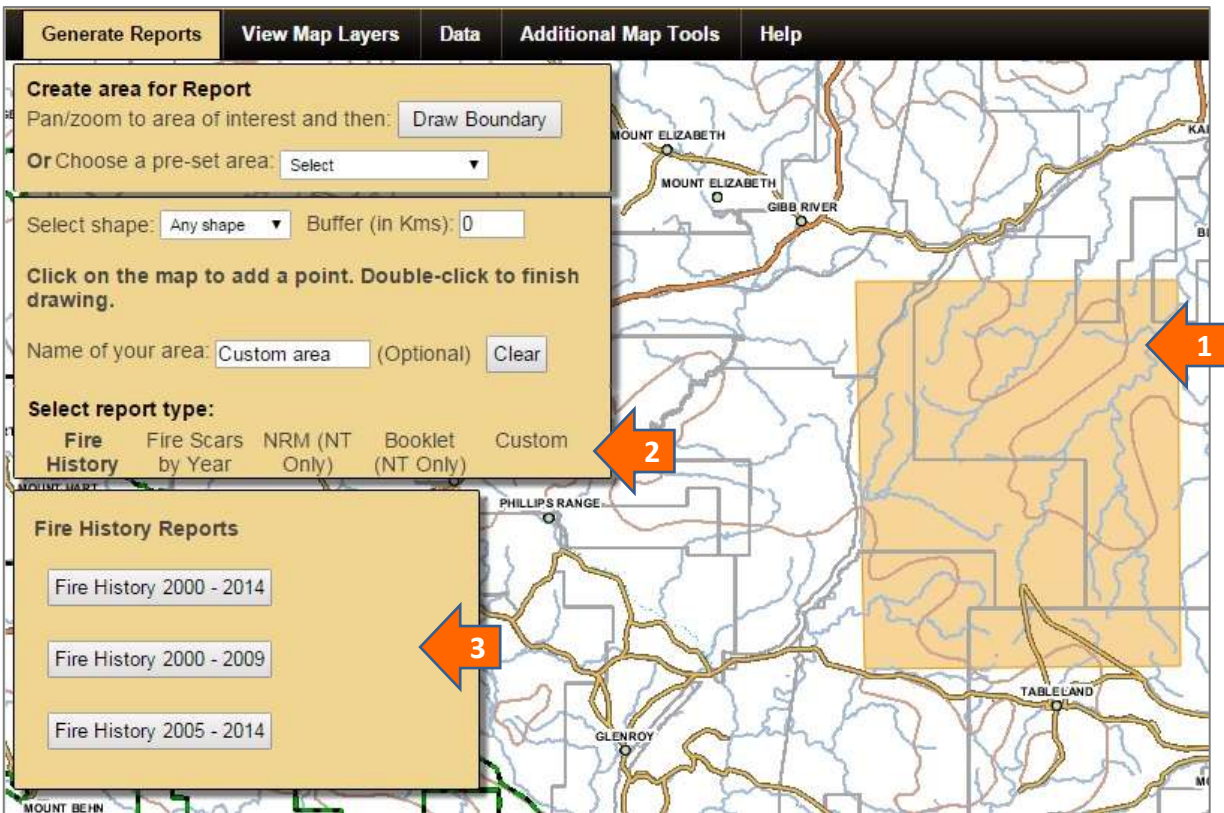 Generate Reports View Map Layers Data Additional Map Tools Help
Create area for Report
Pan/zoom to area of interest and then: Draw Boundary
Or Choose a pre-set area: Select
Select shape: Any shape Buffer (in Kms): 0
Click on the map to add a point. Double-click to finish
drawing.
Name of your area: Custom area (Optional) Clear
Select report type:
Fire History
Fire Scars by Year
NRM (NT Only)
Booklet (NT Only)
Custom
Fire History Reports
Fire History 2000 - 2014
Fire History 2000 - 2009
Fire History 2005 - 2014
MOUNT ELIZABETH
MOUNT ELIZABETH
GIBB RIVER
1
2
3
MOUNT HART
PHILLIPS RANGE
TABLELAND
GLENROY
MOUNT BEHN